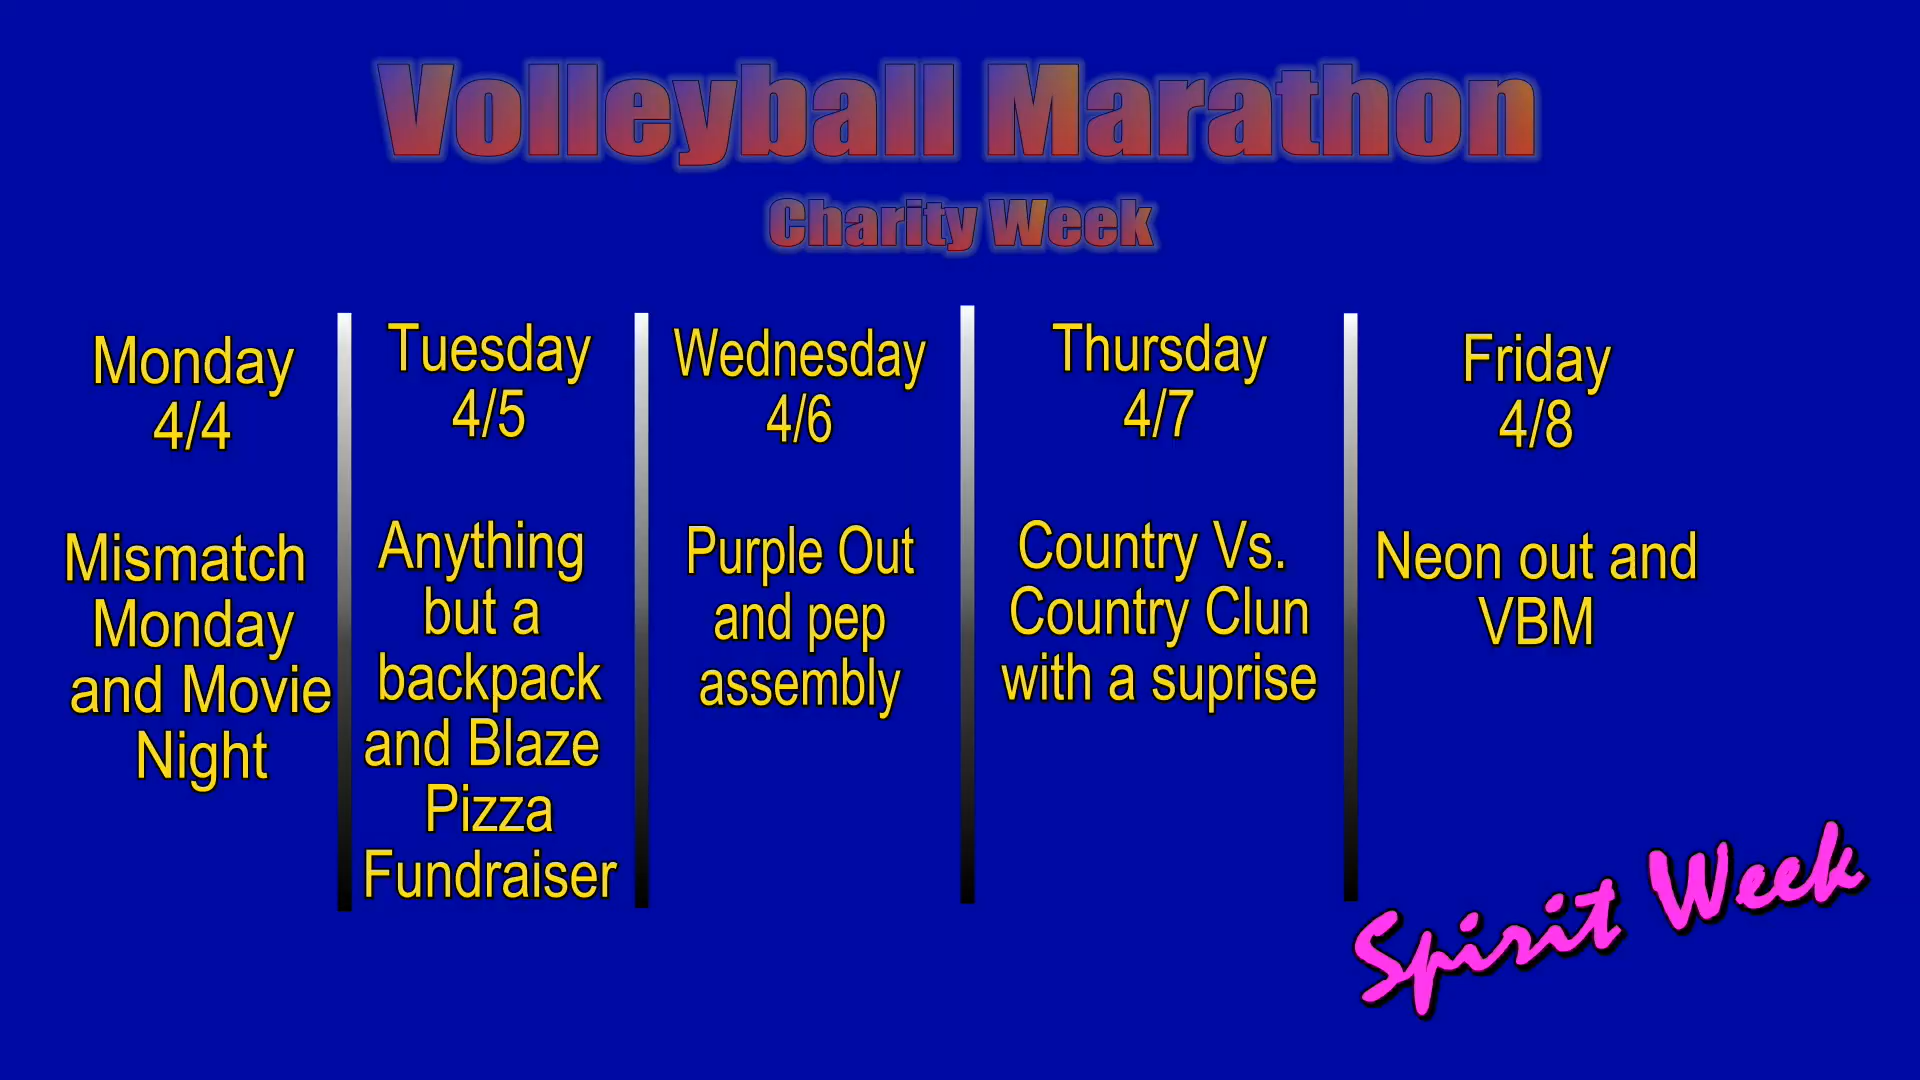 Volleyball Marathon
Charity Week
Monday
4/4
Mismatch
Monday
and Movie
Night
Tuesday
4/5
Anything
but a
backpack
and Blaze
Pizza
Fundraiser
Wednesday
4/6
Purple Out
and pep
assembly
Thursday
4/7
Country Vs.
Country Clun
with a suprise
Friday
4/8
Neon out and
VBM
Spirit Week